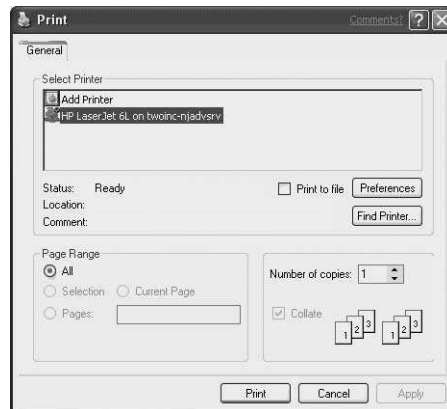 Print Comments?
General
Select Printer
Add Printer
HP LaserJet 6L on twoinc-njadvsrv
Status: Ready
Print to file Preferences
Location:
Comment:
Find Printer...
Page Range
All
Number of copies: 1
Selection Current Page
Pages:
Collate
1 2 3 1 2 3
Print Cancel Apply